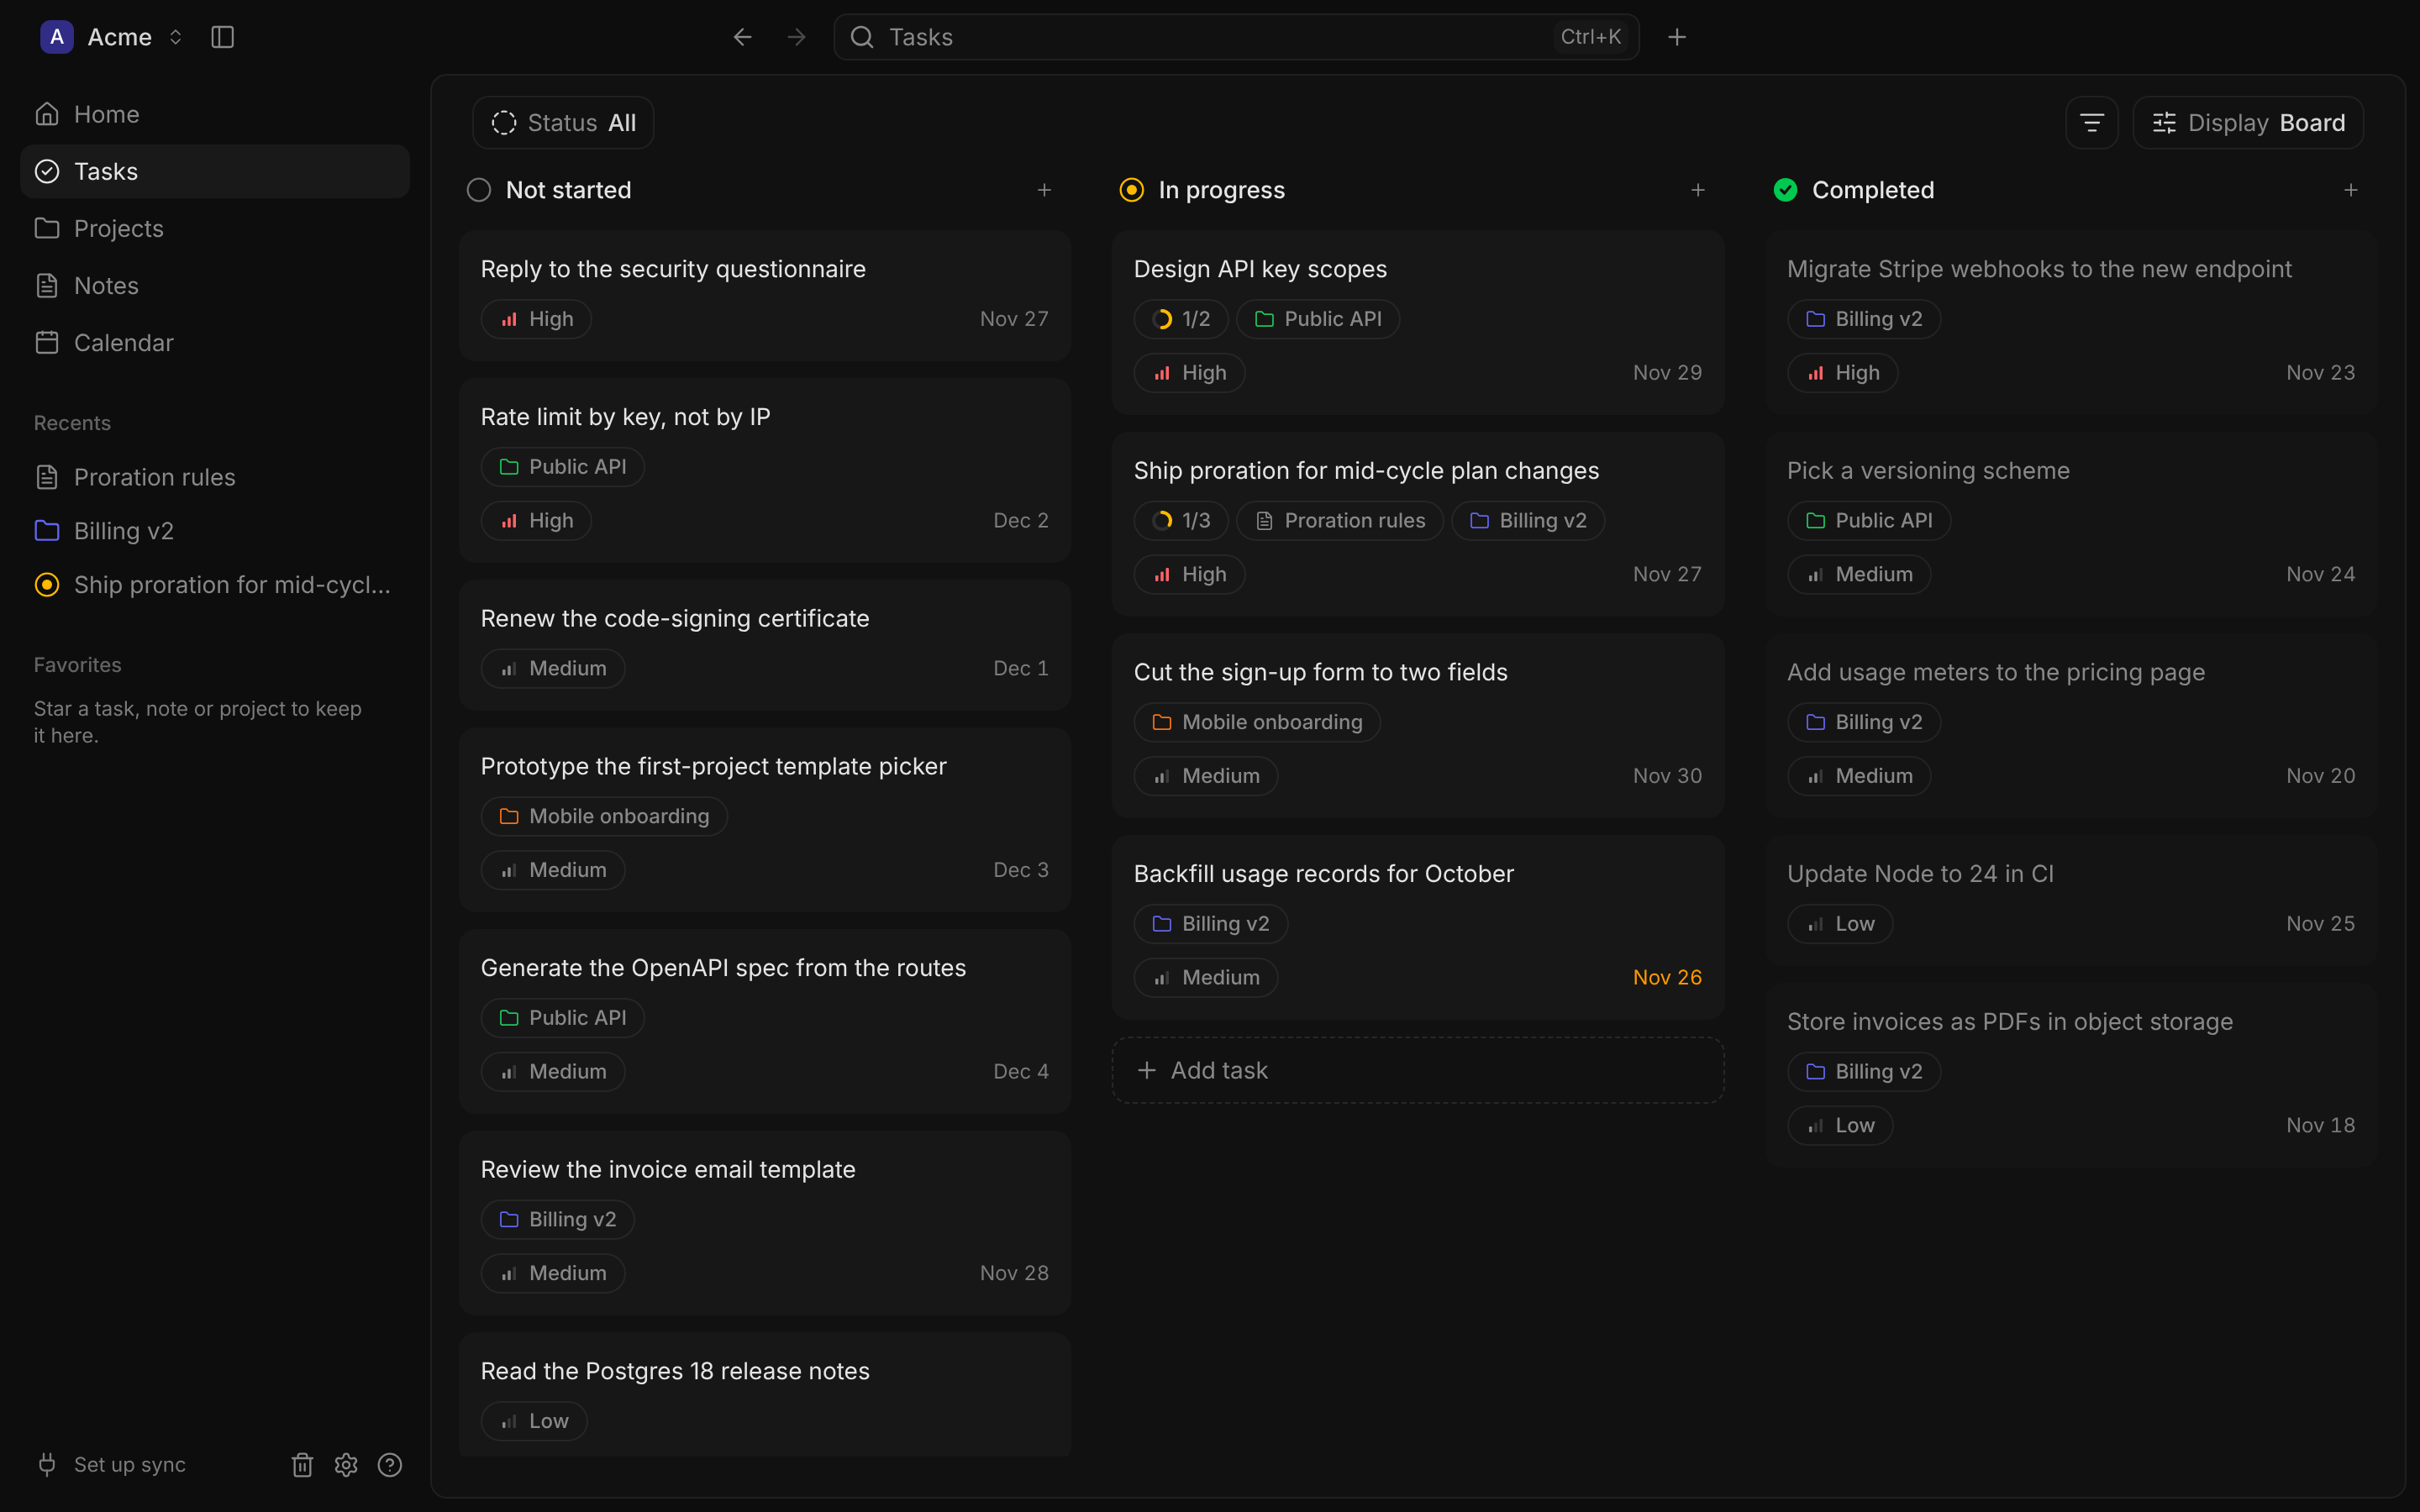 A Acme
Tasks Ctrl+K
Home
Tasks
Projects
Notes
Calendar
Recents
Proration rules
Billing v2
Ship proration for mid-cycl...
Favorites
Star a task, note or project to keep
it here.
Set up sync
Status All
Display Board
Not started
Reply to the security questionnaire
High Nov 27
Rate limit by key, not by IP
Public API
High Dec 2
Renew the code-signing certificate
Medium Dec 1
Prototype the first-project template picker
Mobile onboarding
Medium Dec 3
Generate the OpenAPI spec from the routes
Public API
Medium Dec 4
Review the invoice email template
Billing v2
Medium Nov 28
Read the Postgres 18 release notes
Low
In progress
Design API key scopes
1/2 Public API
High Nov 29
Ship proration for mid-cycle plan changes
1/3 Proration rules Billing v2
High Nov 27
Cut the sign-up form to two fields
Mobile onboarding
Medium Nov 30
Backfill usage records for October
Billing v2
Medium Nov 26
Add task
Completed
Migrate Stripe webhooks to the new endpoint
Billing v2
High Nov 23
Pick a versioning scheme
Public API
Medium Nov 24
Add usage meters to the pricing page
Billing v2
Medium Nov 20
Update Node to 24 in CI
Low Nov 25
Store invoices as PDFs in object storage
Billing v2
Low Nov 18